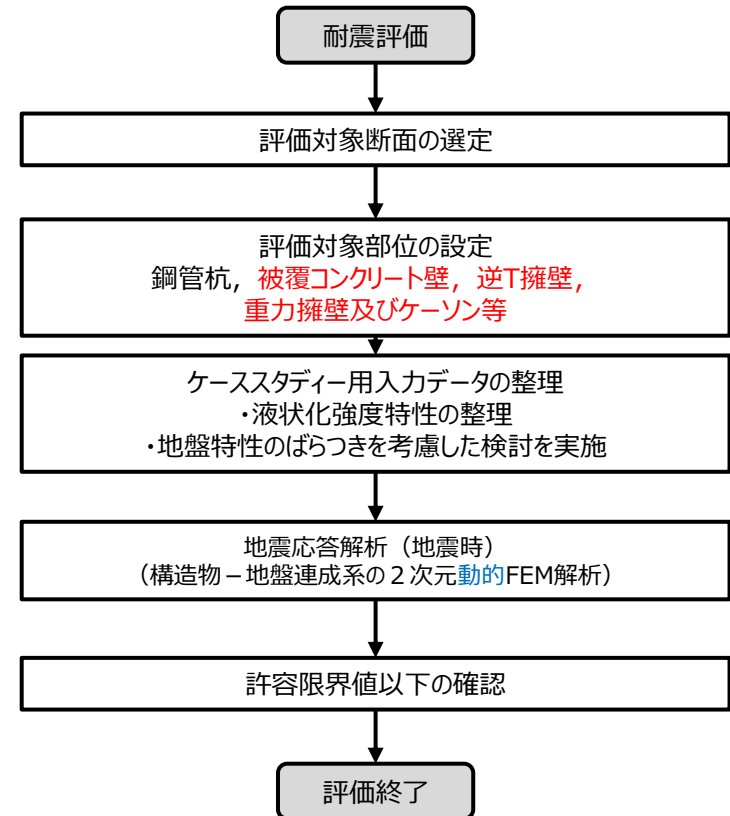 耐震評価
評価対象断面の選定
評価対象部位の設定
鋼管杭，被覆コンクリート壁，逆T擁壁，
重力擁壁及びケーソン等
ケーススタディー用入力データの整理
・液状化強度特性の整理
・地盤特性のばらつきを考慮した検討を実施
地震応答解析（地震時）
（構造物－地盤連成系の２次元動的FEM解析）
許容限界値以下の確認
評価終了